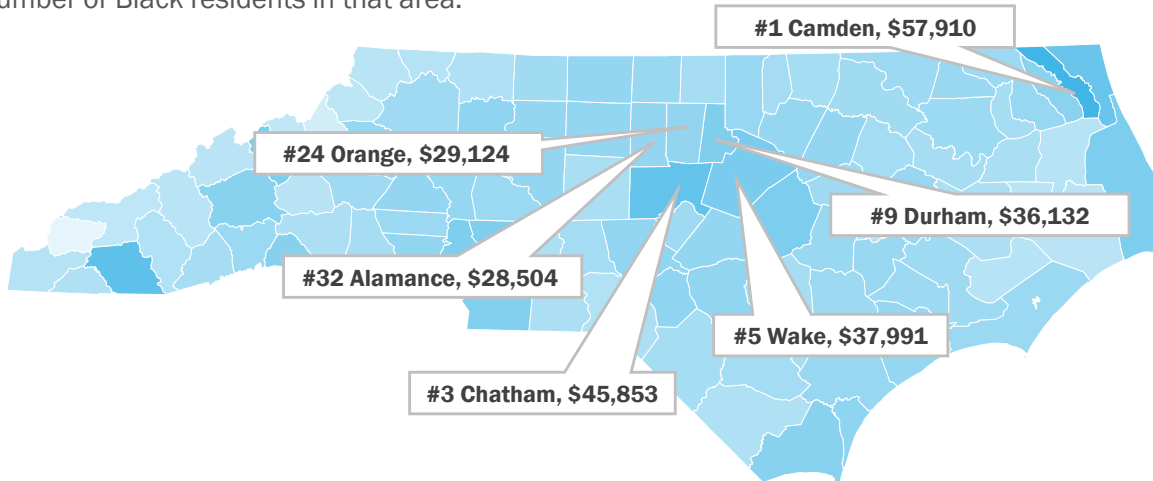 number of Black residents in that area.
#1 Camden, $57,910
#24 Orange, $29,124
#9 Durham, $36,132
#32 Alamance, $28,504
#5 Wake, $37,991
#3 Chatham, $45,853